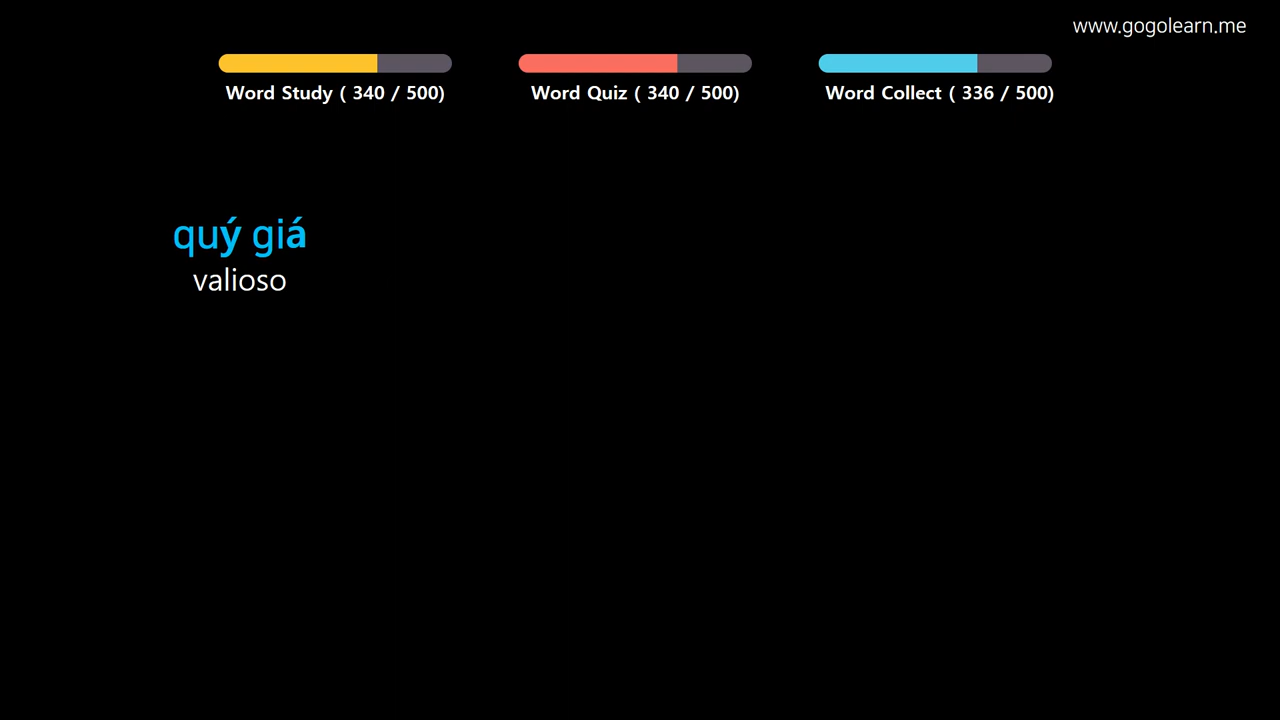 www.gogolearn.me
Word Study ( 340 / 500)
Word Quiz ( 340 / 500)
Word Collect ( 336 / 500)
quý giá
valioso